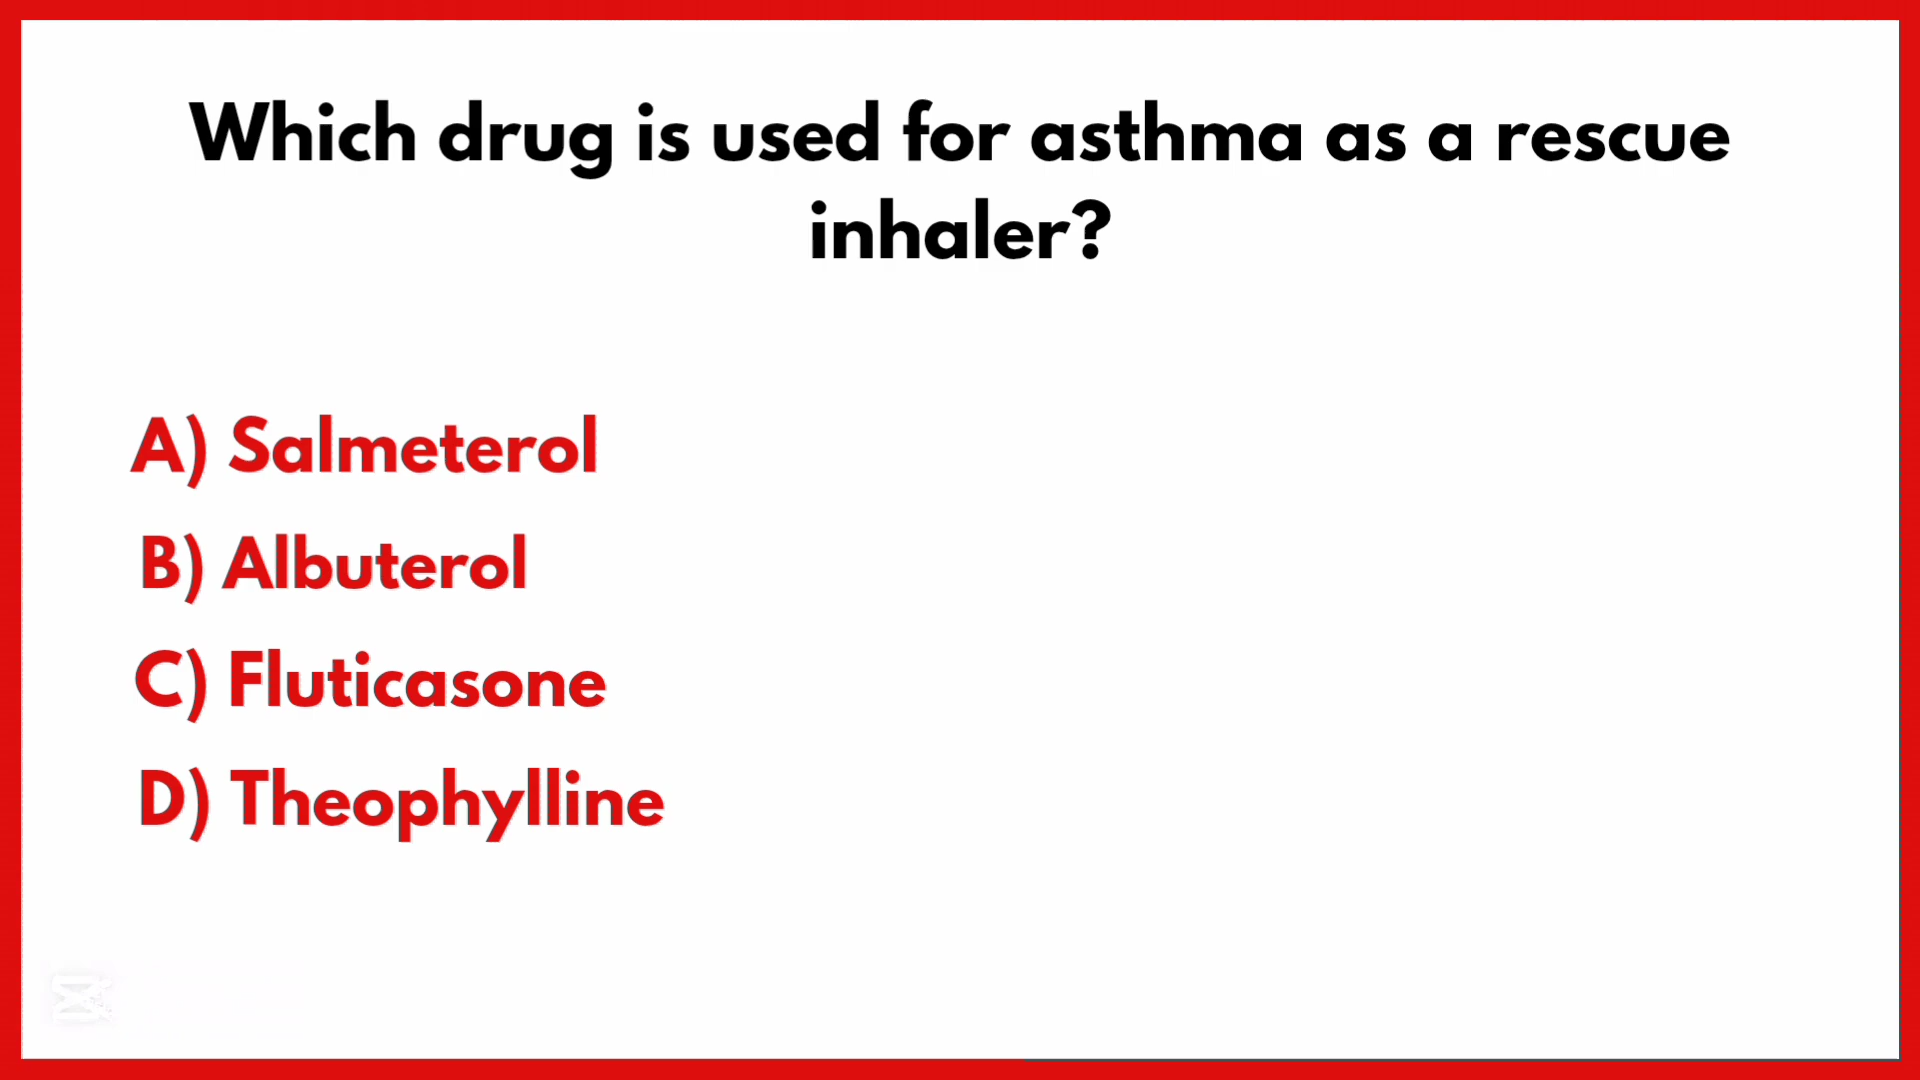 Which drug is used for asthma as a rescue
inhaler?
A) Salmeterol
B) Albuterol
C) Fluticasone
D) Theophylline